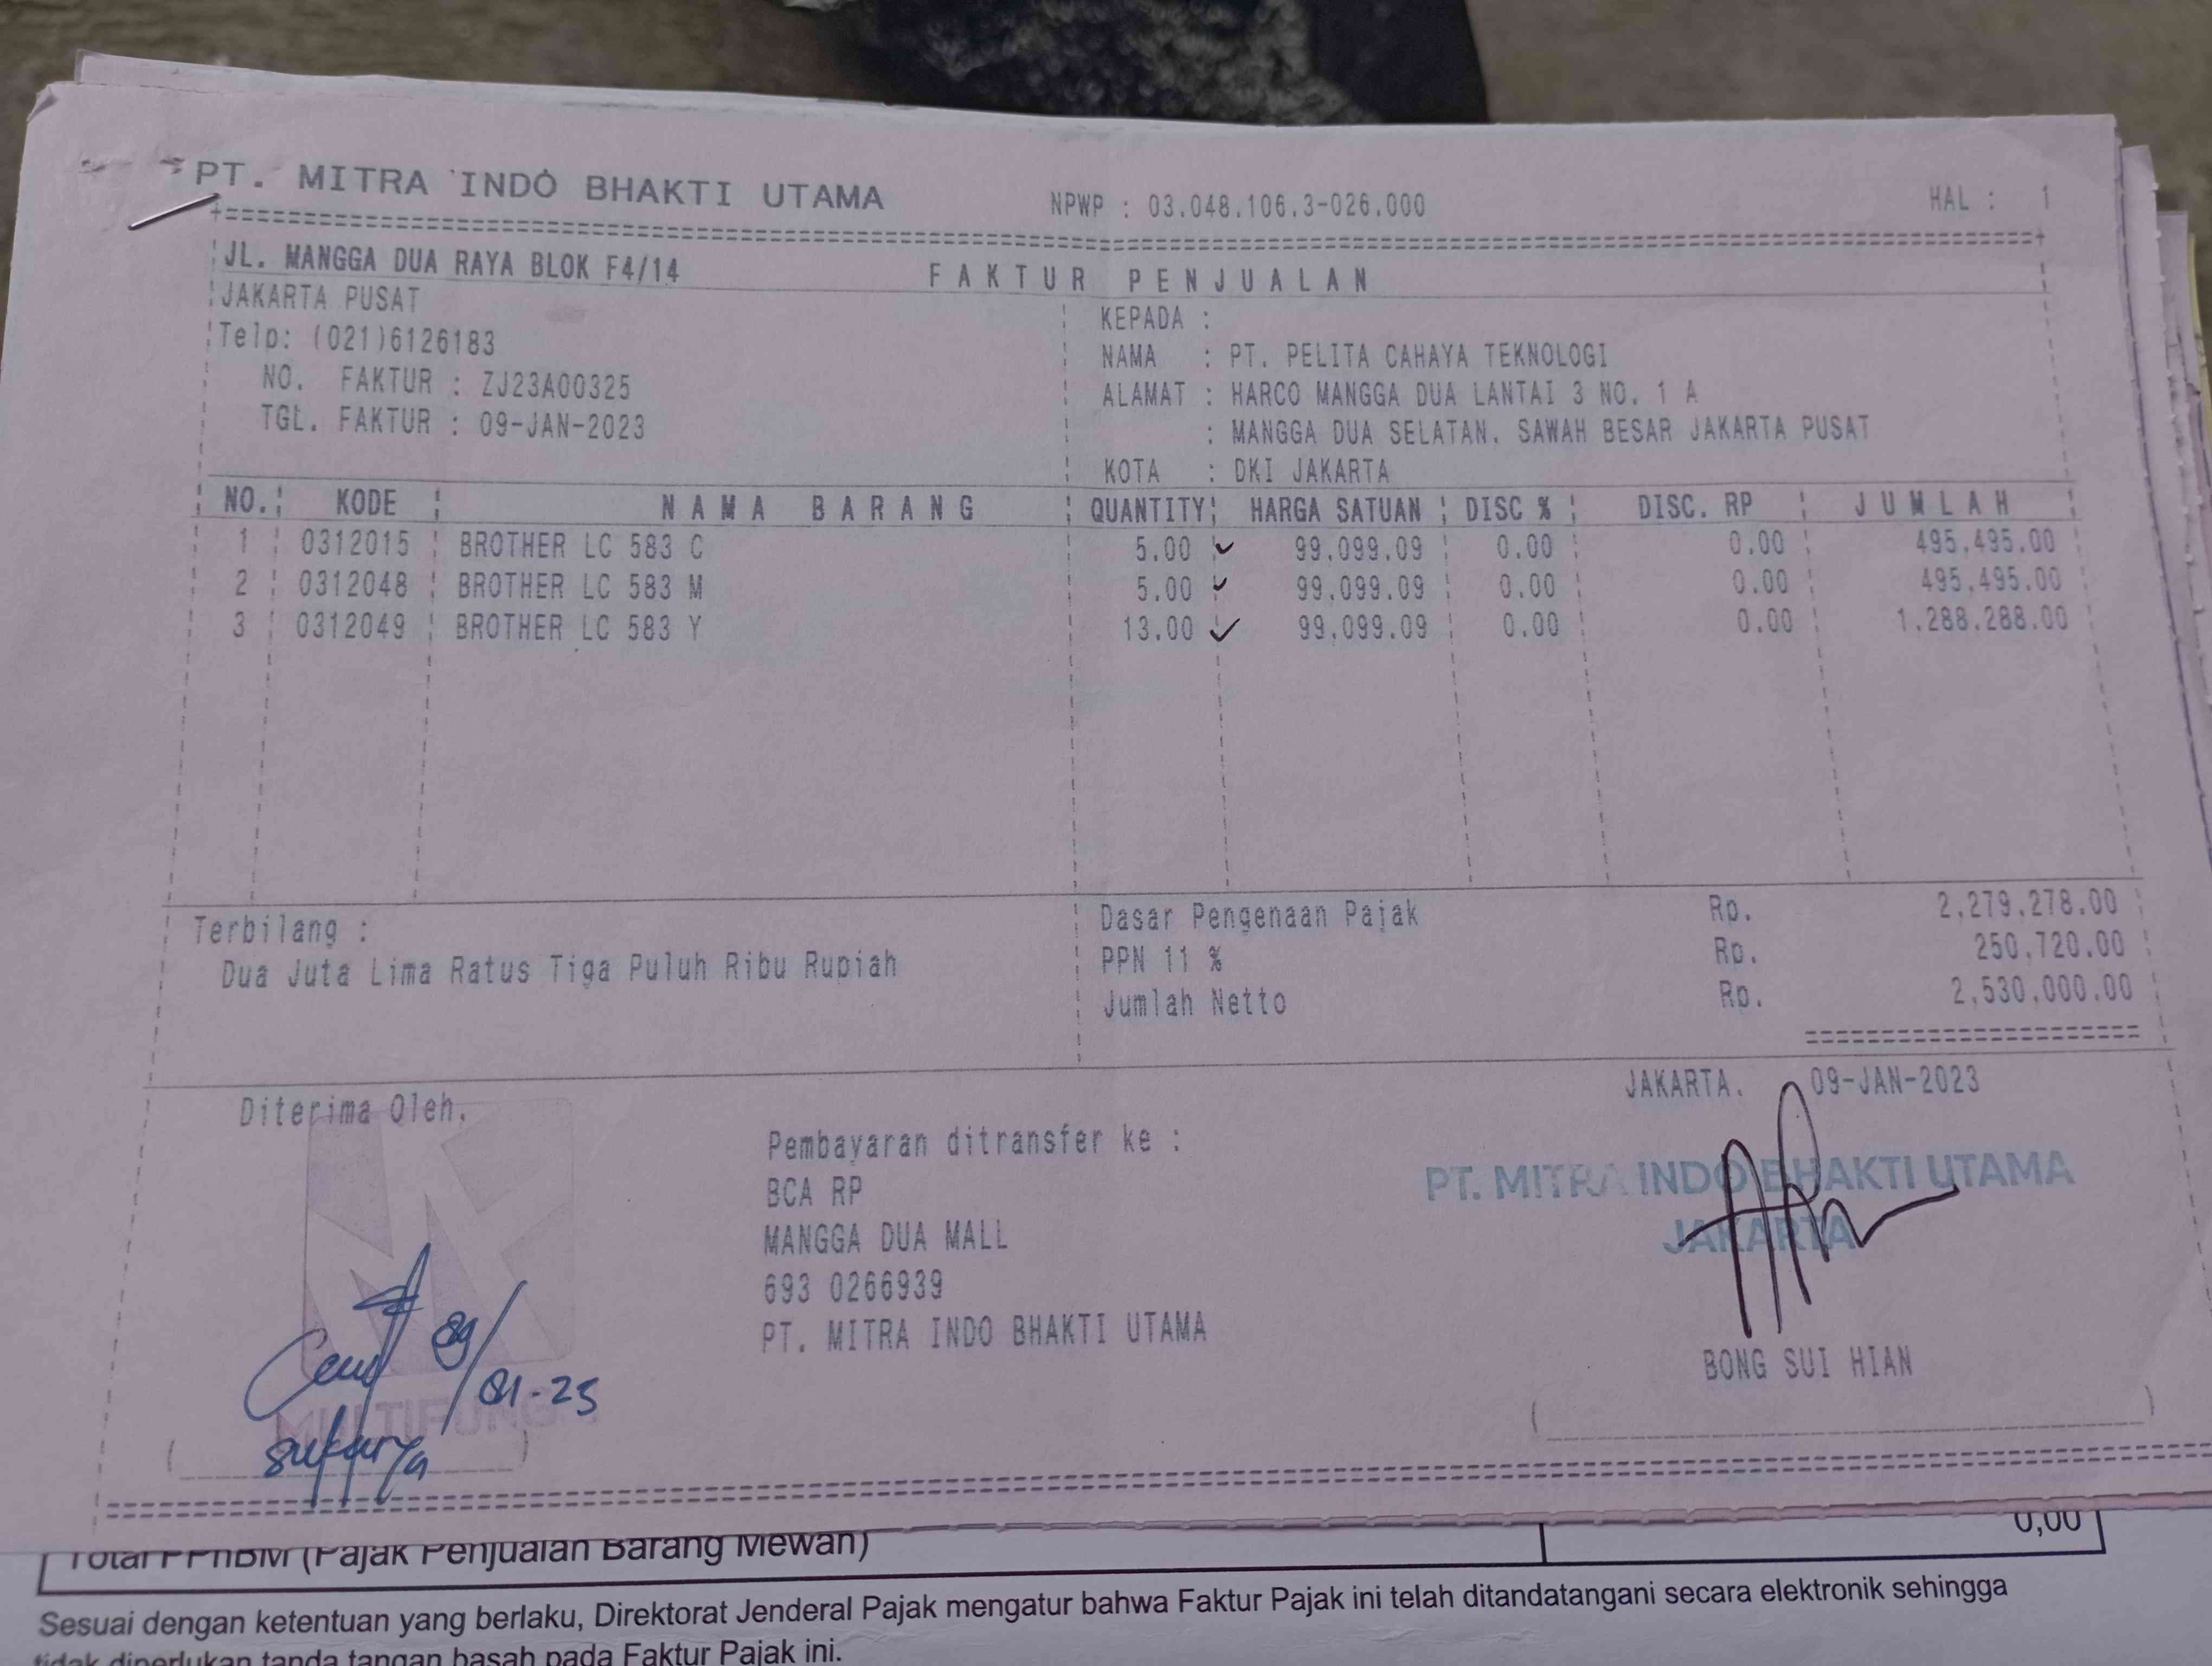 PT. MITRA INDO BHAKTI UTAMA NPWP : 03.048.106.3-026.000 HAL : 1
JL. MANGGA DUA RAYA BLOK F4/14 FAKTUR PENJUALAN
JAKARTA PUSAT
Telp: (021)6126183
NO. FAKTUR : ZJ23A00325
TGL. FAKTUR : 09-JAN-2023
KEPADA :
NAMA : PT. PELITA CAHAYA TEKNOLOGI
ALAMAT : HARCO MANGGA DUA LANTAI 3 NO. 1 A
: MANGGA DUA SELATAN. SAWAH BESAR JAKARTA PUSAT
KOTA : DKI JAKARTA
NO. KODE NAMA BARANG QUANTITY HARGA SATUAN DISC % DISC. RP JUMLAH
1 0312015 BROTHER LC 583 C 5.00 99,099.09 0.00 0.00 495,495.00
2 0312048 BROTHER LC 583 M 5.00 99,099.09 0.00 0.00 495,495.00
3 0312049 BROTHER LC 583 Y 13.00 99,099.09 0.00 0.00 1,288,288.00
Terbilang :
Dua Juta Lima Ratus Tiga Puluh Ribu Rupiah
Dasar Pengenaan Pajak Rp. 2,279,278.00
PPN 11 % Rp. 250,720.00
Jumlah Netto Rp. 2,530,000.00
JAKARTA. 09-JAN-2023
Diterima Oleh.
Pembayaran ditransfer ke :
BCA RP
MANGGA DUA MALL
693 0266939
PT. MITRA INDO BHAKTI UTAMA
PT. MITRA INDO BHAKTI UTAMA
JAKARTA
BONG SUI HIAN
09/01-23
MULTIFUNGSI
sukarya
Total PPnBM (Pajak Penjualan Barang Mewah) 0,00
Sesuai dengan ketentuan yang berlaku, Direktorat Jenderal Pajak mengatur bahwa Faktur Pajak ini telah ditandatangani secara elektronik sehingga
tidak diperlukan tanda tangan basah pada Faktur Pajak ini.